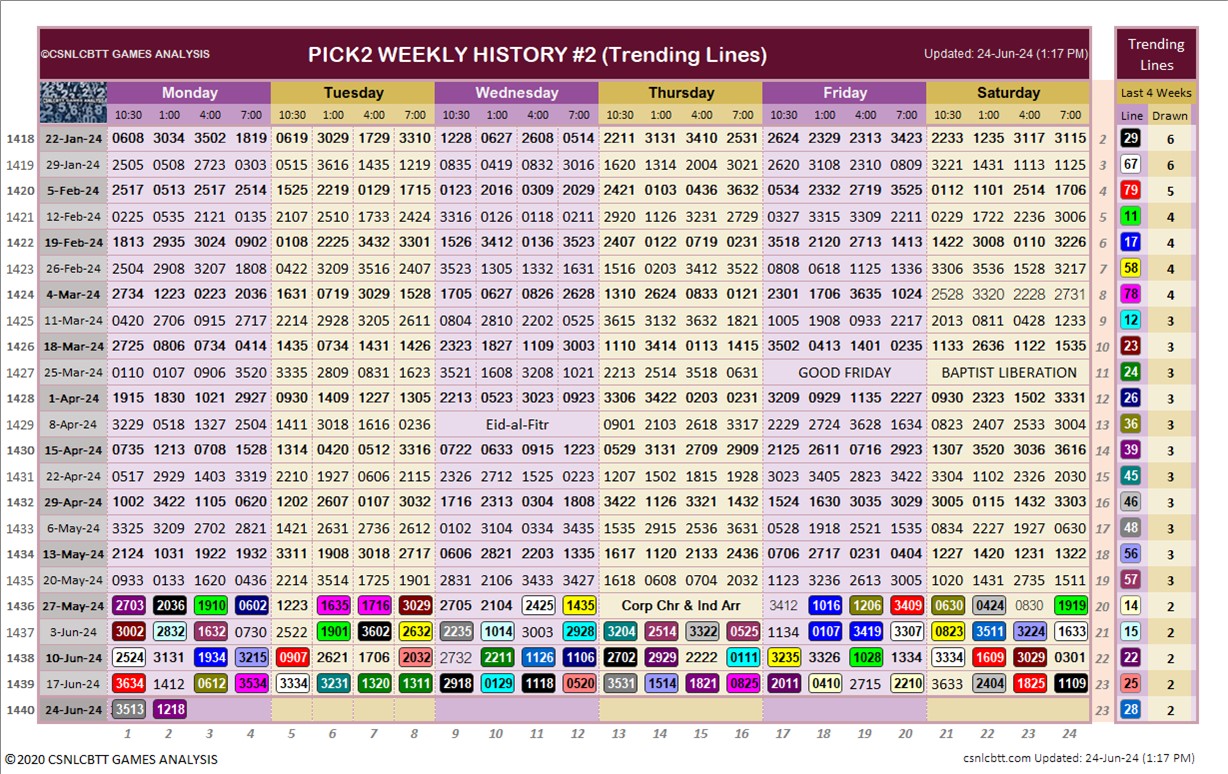 ©CSNLCBTT GAMES ANALYSIS PICK2 WEEKLY HISTORY #2 (Trending Lines) Updated: 24-Jun-24 (1:17 PM) Trending
Lines
Monday Tuesday Wednesday Thursday Friday Saturday Last 4 Weeks
10:30 1:00 4:00 7:00 10:30 1:00 4:00 7:00 10:30 1:00 4:00 7:00 10:30 1:00 4:00 7:00 10:30 1:00 4:00 7:00 10:30 1:00 4:00 7:00 Line Drawn
1418 22-Jan-24 0608 3034 3502 1819 0619 3029 1729 3310 1228 0627 2608 0514 2211 3131 3410 2531 2624 2329 2313 3423 2233 1235 3117 3115 2 29 6
1419 29-Jan-24 2505 0508 2723 0303 0515 3616 1435 1219 0835 0419 0832 3016 1620 1314 2004 3021 2620 3108 2310 0809 3221 1431 1113 1125 3 67 6
1420 5-Feb-24 2517 0513 2517 2514 1525 2219 0129 1715 0123 2016 0309 2029 2421 0103 0436 3632 0534 2332 2719 3525 0112 1101 2514 1706 4 79 5
1421 12-Feb-24 0225 0535 2121 0135 2107 2510 1733 2424 3316 0126 0118 0211 2920 1126 3231 2729 0327 3315 3309 2211 0229 1722 2236 3006 5 11 4
1422 19-Feb-24 1813 2935 3024 0902 0108 2225 3432 3301 1526 3412 0136 3523 2407 0122 0719 0231 3518 2120 2713 1413 1422 3008 0110 3226 6 17 4
1423 26-Feb-24 2504 2908 3207 1808 0422 3209 3516 2407 3523 1305 1332 1631 1516 0203 3412 3522 0808 0618 1125 1336 3306 3536 1528 3217 7 58 4
1424 4-Mar-24 2734 1223 0223 2036 1631 0719 3029 1528 1705 0627 0826 2628 1310 2624 0833 0121 2301 1706 3635 1024 2528 3320 2228 2731 8 78 4
1425 11-Mar-24 0420 2706 0915 2717 2214 2928 3205 2611 0804 2810 2202 0525 3615 3132 3632 1821 1005 1908 0933 2217 2013 0811 0428 1233 9 12 3
1426 18-Mar-24 2725 0806 0734 0414 1435 0734 1431 1426 2323 1827 1109 3003 1110 3414 0113 1415 3502 0413 1401 0235 1133 2636 1122 1535 10 23 3
1427 25-Mar-24 0110 0107 0906 3520 3335 2809 0831 1623 3521 1608 3208 1021 2213 2514 3518 0631 GOOD FRIDAY BAPTIST LIBERATION 11 24 3
1428 1-Apr-24 1915 1830 1021 2927 0930 1409 1227 1305 2213 0523 3023 0923 3306 3422 0203 0231 3209 0929 1135 2227 0930 2323 1502 3331 12 26 3
1429 8-Apr-24 3229 0518 1327 2504 1411 3018 1616 0239 Eid-al-Fitr 0901 2103 2618 3317 2229 2724 3628 1634 0823 2407 2533 3004 13 36 3
1430 15-Apr-24 0735 1213 0708 1528 1314 0420 0512 3319 0722 0633 0915 1223 0529 3131 2709 2909 2125 2611 0716 2923 1307 3520 3036 3616 14 39 3
1431 22-Apr-24 0517 2929 1403 3319 2210 1927 0606 2113 2326 2711 1525 0223 1207 1502 1815 1928 3023 3405 2823 3422 3304 1102 2326 2030 15 45 3
1432 29-Apr-24 1002 3422 1105 0620 1202 2607 0107 3032 1716 2313 0304 1808 3422 1126 3321 1432 1524 1630 3035 3029 3005 0115 1432 3303 16 46 3
1433 6-May-24 3325 3209 2702 2821 1421 2631 2736 2612 0102 3104 0334 3435 1535 2915 2536 3631 0528 1918 2521 1535 0834 2227 1927 0630 17 48 3
1434 13-May-24 2124 1031 1922 1932 3311 1908 3018 2717 0606 2821 2203 1335 1617 1120 2133 2436 0706 2717 0231 0404 1227 1420 1231 1322 18 56 3
1435 20-May-24 0933 0133 1620 0436 2214 3514 1725 1901 2831 2106 3433 3427 1618 0608 0704 2032 1123 3236 2613 3005 1020 1431 2735 1511 19 57 3
1436 27-May-24 2703 2036 1910 0602 1223 1635 1716 3029 2705 2104 2425 1435 Corp Chr & Ind Arr 3412 1016 1206 3409 0630 0424 0830 1919 20 14 2
1437 3-Jun-24 3002 2832 1632 0730 2522 1901 3602 2632 2235 1014 3003 2928 3204 2514 3322 0525 1134 0107 3419 3307 0823 3511 3224 1633 21 15 2
1438 10-Jun-24 2524 3131 1934 3215 0907 2621 1706 2032 2732 2211 1126 1106 2702 2929 2222 0111 3235 3326 1028 1334 3334 1609 3029 0301 22 22 2
1439 17-Jun-24 3634 1412 0612 3534 3334 3231 1320 1311 2918 0129 1118 0520 3531 1514 1821 0825 2011 0410 2715 2210 3633 2404 1825 1109 23 25 2
1440 24-Jun-24 3513 1218 23 28 2
1 2 3 4 5 6 7 8 9 10 11 12 13 14 15 16 17 18 19 20 21 22 23 24
©2020 CSNLCBTT GAMES ANALYSIS csnlcbtt.com Updated: 24-Jun-24 (1:17 PM)